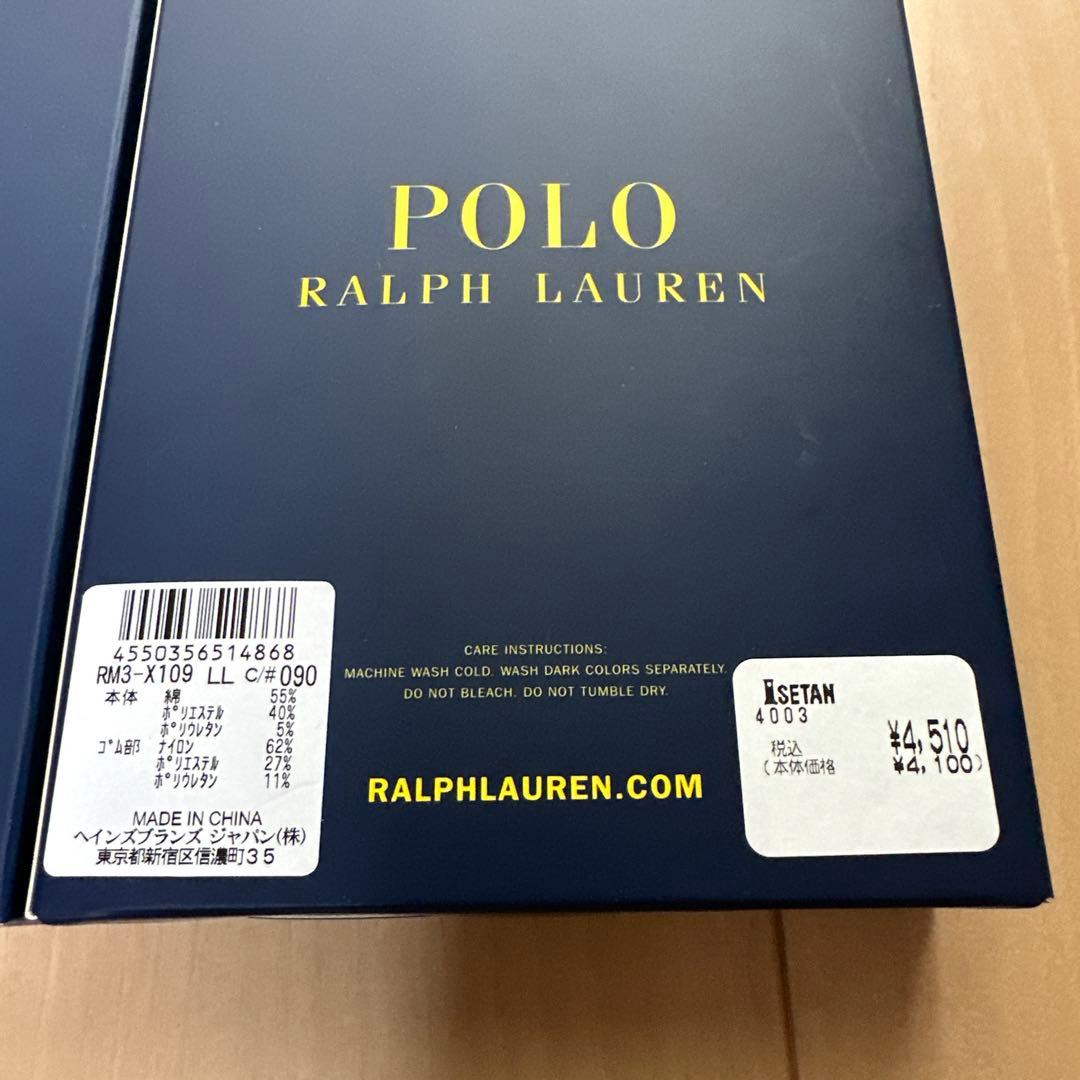 POLO
RALPH LAUREN
4550356514868
RM3-X109 LL C/#090
本体 綿 55%
ポリエステル 40%
ポリウレタン 5%
ゴム部 ナイロン 62%
ポリエステル 27%
ポリウレタン 11%
MADE IN CHINA
ヘインズブランズ ジャパン(株)
東京都新宿区信濃町35
CARE INSTRUCTIONS:
MACHINE WASH COLD. WASH DARK COLORS SEPARATELY.
DO NOT BLEACH. DO NOT TUMBLE DRY.
RALPHLAUREN.COM
ISETAN
4003
税込 ¥4,510
(本体価格 ¥4,100)